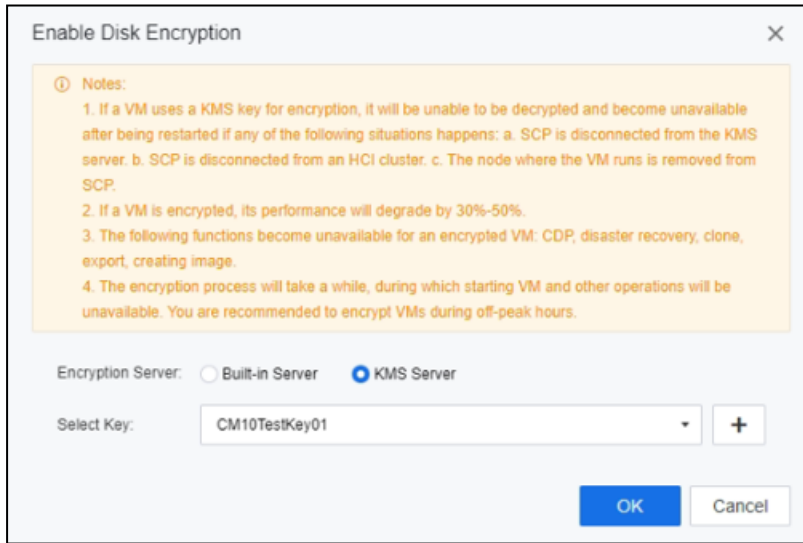 Enable Disk Encryption
Notes:
1. If a VM uses a KMS key for encryption, it will be unable to be decrypted and become unavailable
after being restarted if any of the following situations happens: a. SCP is disconnected from the KMS
server. b. SCP is disconnected from an HCI cluster. c. The node where the VM runs is removed from
SCP.
2. If a VM is encrypted, its performance will degrade by 30%-50%.
3. The following functions become unavailable for an encrypted VM: CDP, disaster recovery, clone,
export, creating image.
4. The encryption process will take a while, during which starting VM and other operations will be
unavailable. You are recommended to encrypt VMs during off-peak hours.
Encryption Server: Built-in Server KMS Server
Select Key: CM10TestKey01
OK Cancel